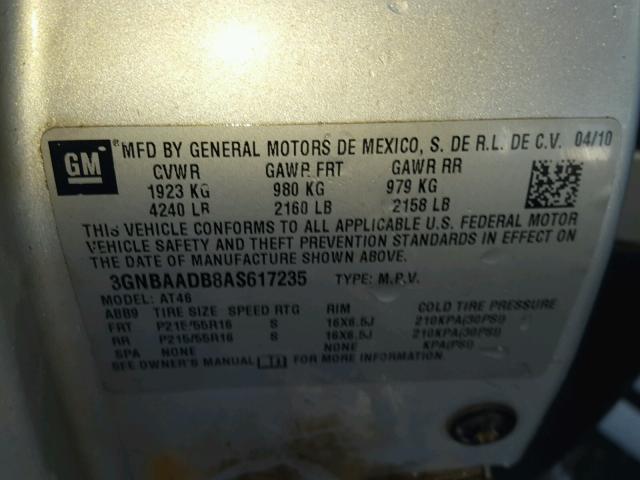 GM ® MFD BY GENERAL MOTORS DE MEXICO, S. DE R.L. DE C.V. 04/10
GVWR GAWR FRT GAWR RR
1923 KG 980 KG 979 KG
4240 LB 2160 LB 2158 LB
THIS VEHICLE CONFORMS TO ALL APPLICABLE U.S. FEDERAL MOTOR
VEHICLE SAFETY AND THEFT PREVENTION STANDARDS IN EFFECT ON
THE DATE OF MANUFACTURE SHOWN ABOVE.
3GNBAADB8AS617235 TYPE: M.P.V.
MODEL: AT46
ABB9 TIRE SIZE SPEED RTG RIM COLD TIRE PRESSURE
FRT P215/55R16 S 16X6.5J 210KPA(30PSI)
RR P215/55R16 S 16X6.5J 210KPA(30PSI)
SPA NONE NONE KPA(PSI)
SEE OWNER'S MANUAL FOR MORE INFORMATION.